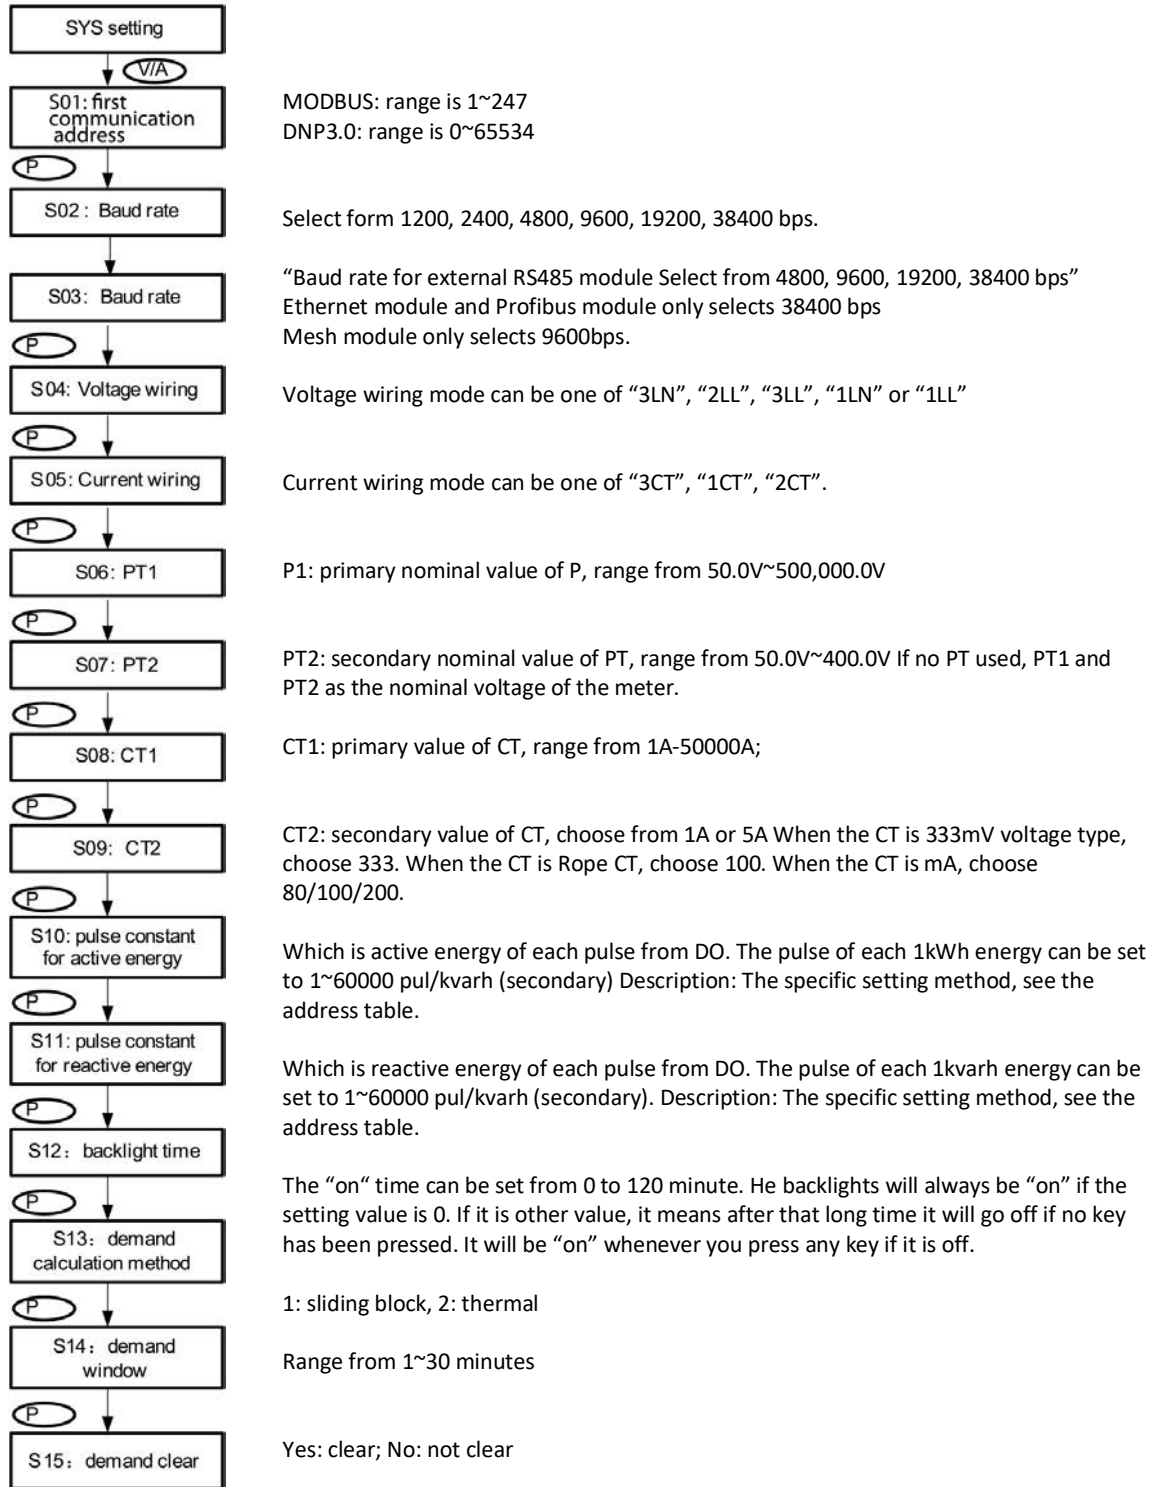 SYS setting
V/A
S01: first
communication
address
MODBUS: range is 1~247
DNP3.0: range is 0~65534
P
S02 : Baud rate
Select form 1200, 2400, 4800, 9600, 19200, 38400 bps.
S03: Baud rate
“Baud rate for external RS485 module Select from 4800, 9600, 19200, 38400 bps”
Ethernet module and Profibus module only selects 38400 bps
Mesh module only selects 9600bps.
P
S04: Voltage wiring
Voltage wiring mode can be one of “3LN”, “2LL”, “3LL”, “1LN” or “1LL”
P
S05: Current wiring
Current wiring mode can be one of “3CT”, “1CT”, “2CT”.
P
S06: PT1
P1: primary nominal value of P, range from 50.0V~500,000.0V
P
S07: PT2
PT2: secondary nominal value of PT, range from 50.0V~400.0V If no PT used, PT1 and
PT2 as the nominal voltage of the meter.
P
S08: CT1
CT1: primary value of CT, range from 1A-50000A;
P
S09: CT2
CT2: secondary value of CT, choose from 1A or 5A When the CT is 333mV voltage type,
choose 333. When the CT is Rope CT, choose 100. When the CT is mA, choose
80/100/200.
P
S10: pulse constant
for active energy
Which is active energy of each pulse from DO. The pulse of each 1kWh energy can be set
to 1~60000 pul/kvarh (secondary) Description: The specific setting method, see the
address table.
P
S11: pulse constant
for reactive energy
Which is reactive energy of each pulse from DO. The pulse of each 1kvarh energy can be
set to 1~60000 pul/kvarh (secondary). Description: The specific setting method, see the
address table.
P
S12: backlight time
The “on“ time can be set from 0 to 120 minute. He backlights will always be “on” if the
setting value is 0. If it is other value, it means after that long time it will go off if no key
has been pressed. It will be “on” whenever you press any key if it is off.
P
S13: demand
calculation method
1: sliding block, 2: thermal
P
S14: demand
window
Range from 1~30 minutes
P
S15: demand clear
Yes: clear; No: not clear